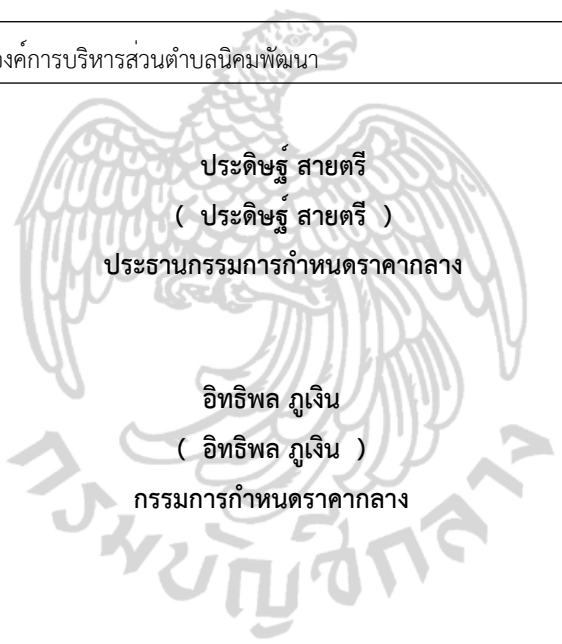 องค์การบริหารส่วนตำบลนิคมพัฒนา
ประดิษฐ์ สายตรี
( ประดิษฐ์ สายตรี )
ประธานกรรมการกำหนดราคากลาง
อิทธิพล ภูเงิน
( อิทธิพล ภูเงิน )
กรรมการกำหนดราคากลาง
กรมบัญชีกลาง